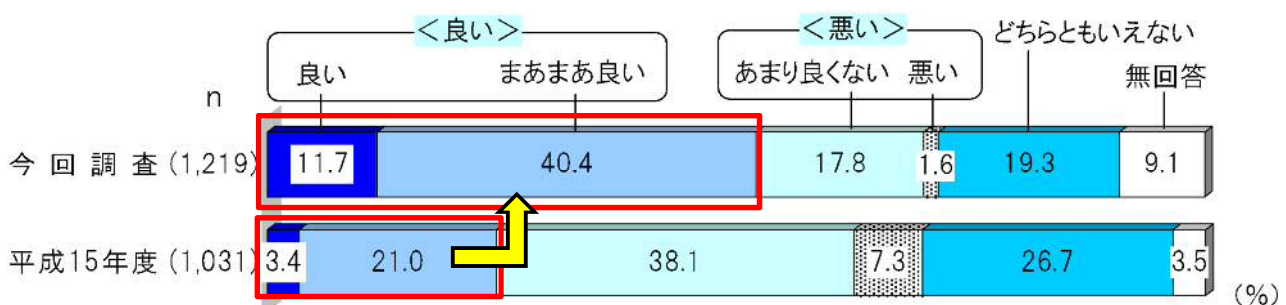 <良い>
<悪い>
どちらともいえない
良い
まあまあ良い
あまり良くない
悪い
無回答
n
今回調査(1,219)
11.7
40.4
17.8
1.6
19.3
9.1
平成15年度(1,031)
3.4
21.0
38.1
7.3
26.7
3.5
(%)